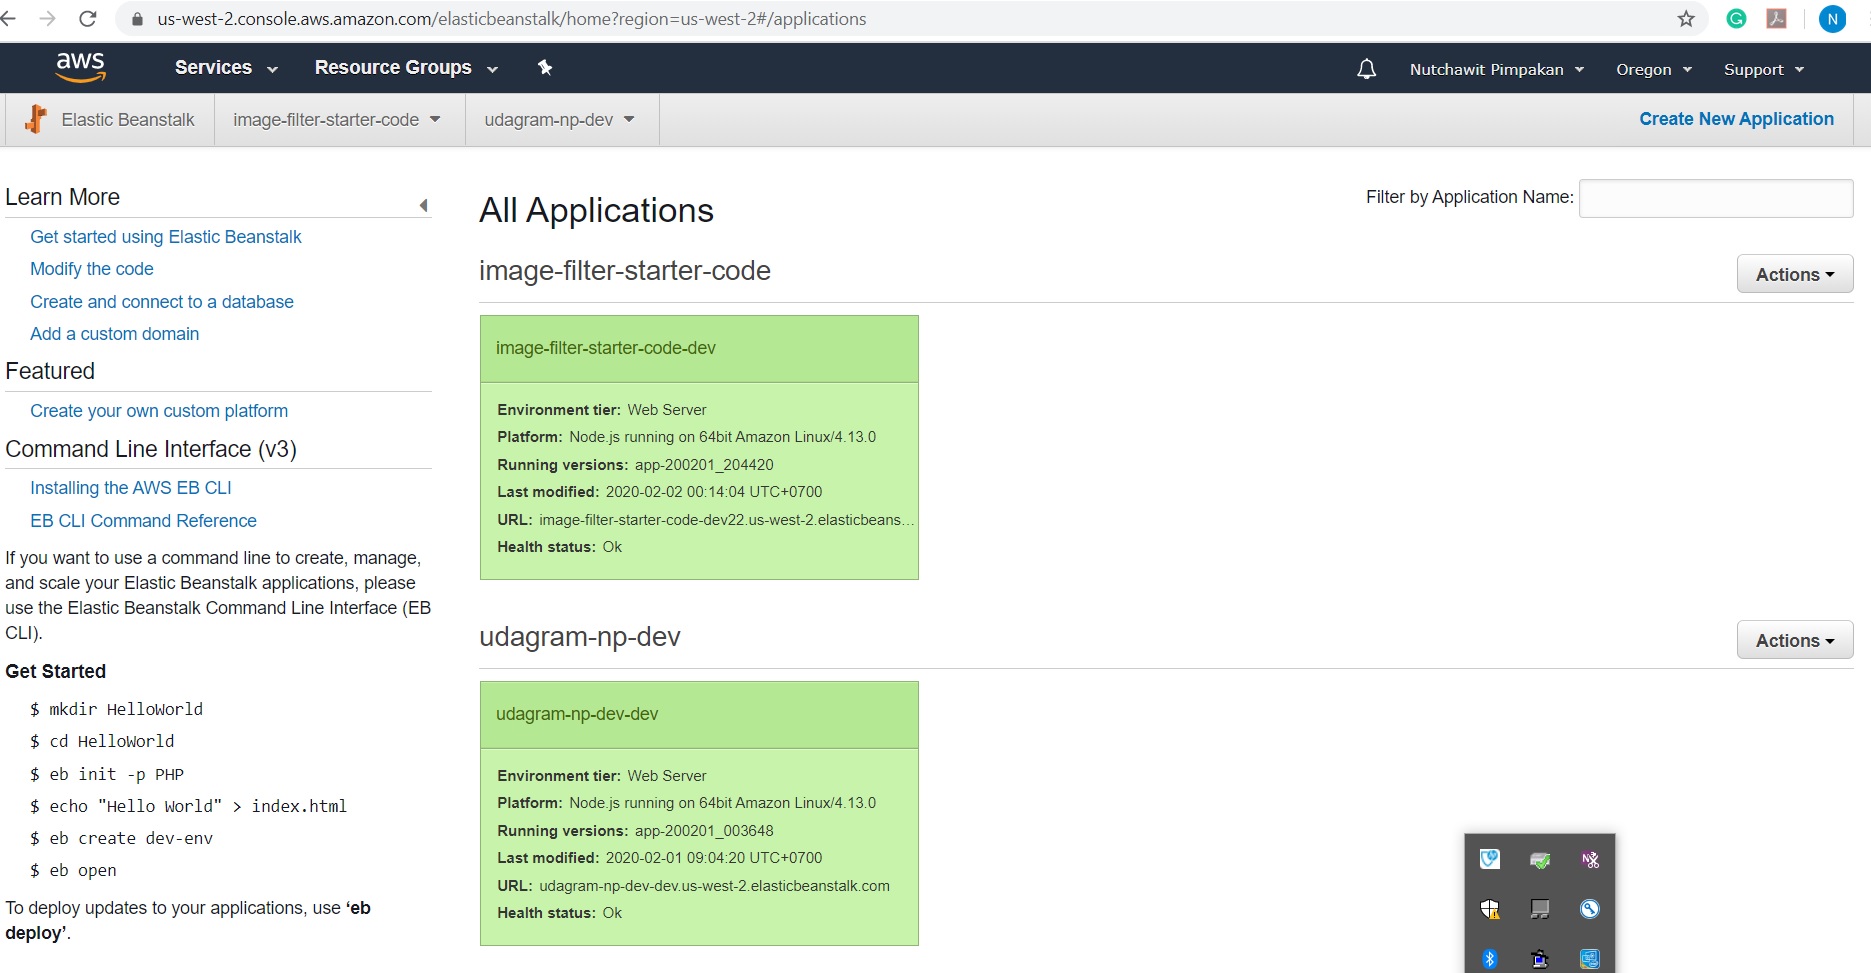 us-west-2.console.aws.amazon.com/elasticbeanstalk/home?region=us-west-2#/applications
N
aws
Services
Resource Groups
Nutchawit Pimpakan
Oregon
Support
Elastic Beanstalk
image-filter-starter-code
udagram-np-dev
Create New Application
Learn More
Get started using Elastic Beanstalk
Modify the code
Create and connect to a database
Add a custom domain
Featured
Create your own custom platform
Command Line Interface (v3)
Installing the AWS EB CLI
EB CLI Command Reference
If you want to use a command line to create, manage,
and scale your Elastic Beanstalk applications, please
use the Elastic Beanstalk Command Line Interface (EB
CLI).
Get Started
$ mkdir HelloWorld
$ cd HelloWorld
$ eb init -p PHP
$ echo "Hello World" > index.html
$ eb create dev-env
$ eb open
To deploy updates to your applications, use ‘eb
deploy’.
All Applications
Filter by Application Name:
image-filter-starter-code
Actions
image-filter-starter-code-dev
Environment tier: Web Server
Platform: Node.js running on 64bit Amazon Linux/4.13.0
Running versions: app-200201_204420
Last modified: 2020-02-02 00:14:04 UTC+0700
URL: image-filter-starter-code-dev22.us-west-2.elasticbeans...
Health status: Ok
udagram-np-dev
Actions
udagram-np-dev-dev
Environment tier: Web Server
Platform: Node.js running on 64bit Amazon Linux/4.13.0
Running versions: app-200201_003648
Last modified: 2020-02-01 09:04:20 UTC+0700
URL: udagram-np-dev-dev.us-west-2.elasticbeanstalk.com
Health status: Ok